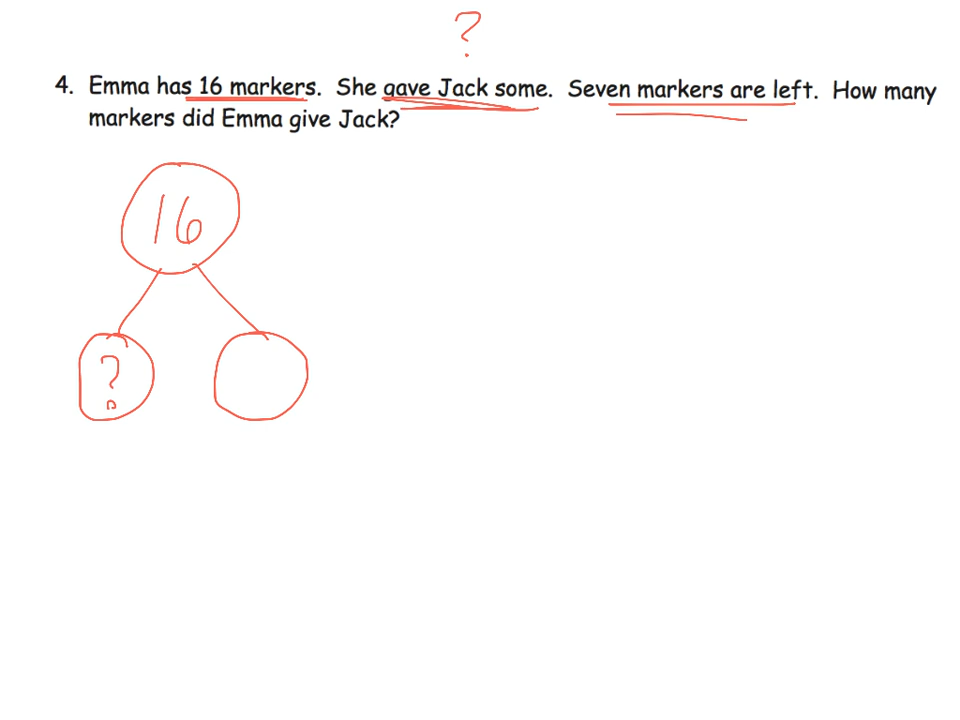 ?
4. Emma has 16 markers. She gave Jack some. Seven markers are left. How many
markers did Emma give Jack?
16
?